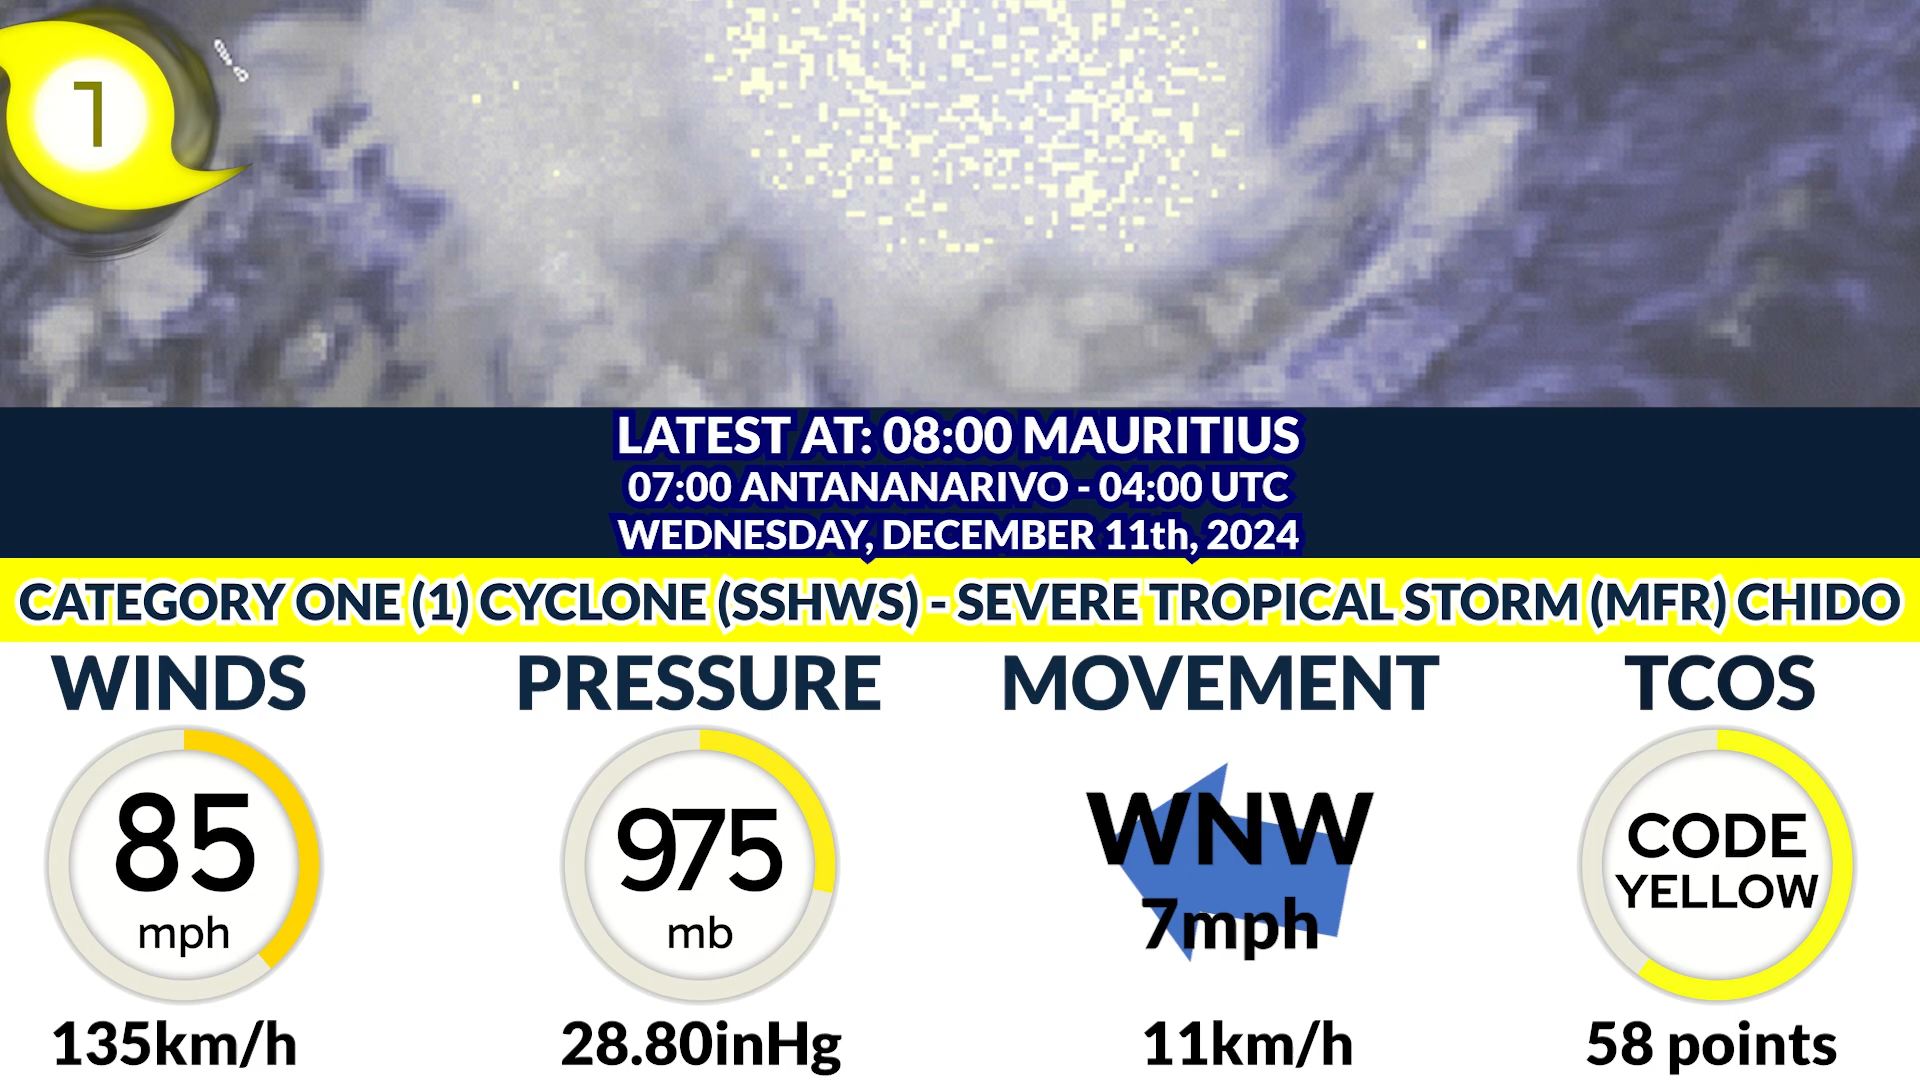 1
LATEST AT: 08:00 MAURITIUS
07:00 ANTANANARIVO - 04:00 UTC
WEDNESDAY, DECEMBER 11th, 2024
CATEGORY ONE (1) CYCLONE (SSHWS) - SEVERE TROPICAL STORM (MFR) CHIDO
WINDS
85
mph
135km/h
PRESSURE
975
mb
28.80inHg
MOVEMENT
WNW
7mph
11km/h
TCOS
CODE
YELLOW
58 points